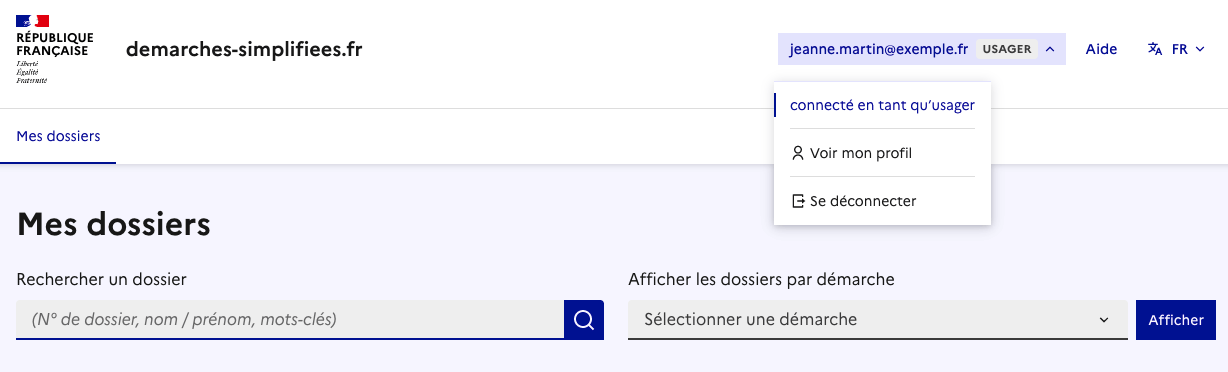 RÉPUBLIQUE
FRANÇAISE
Liberté
Égalité
Fraternité
demarches-simplifiees.fr
jeanne.martin@exemple.fr USAGER
Aide
FR
connecté en tant qu’usager
Voir mon profil
Se déconnecter
Mes dossiers
Mes dossiers
Rechercher un dossier
(N° de dossier, nom / prénom, mots-clés)
Afficher les dossiers par démarche
Sélectionner une démarche
Afficher